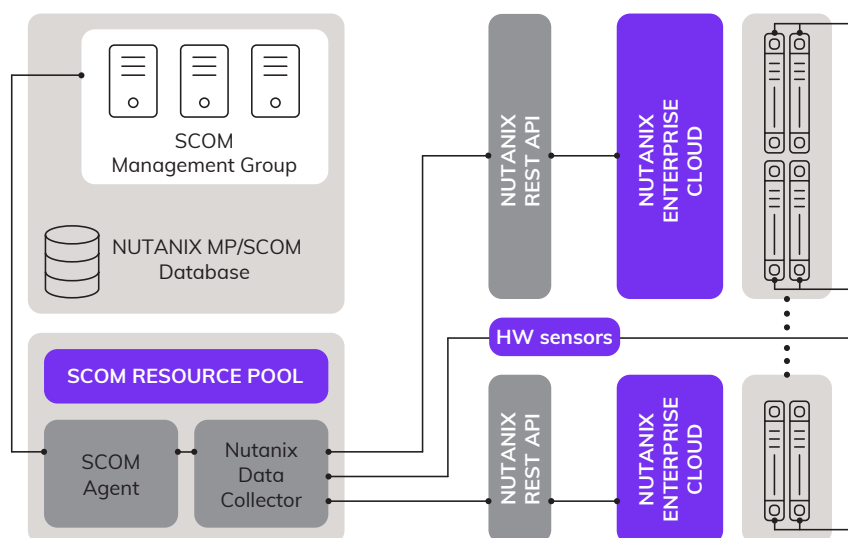 SCOM
Management Group
NUTANIX MP/SCOM
Database
SCOM RESOURCE POOL
SCOM
Agent
Nutanix
Data
Collector
NUTANIX
REST API
NUTANIX
ENTERPRISE
CLOUD
HW sensors
NUTANIX
REST API
NUTANIX
ENTERPRISE
CLOUD